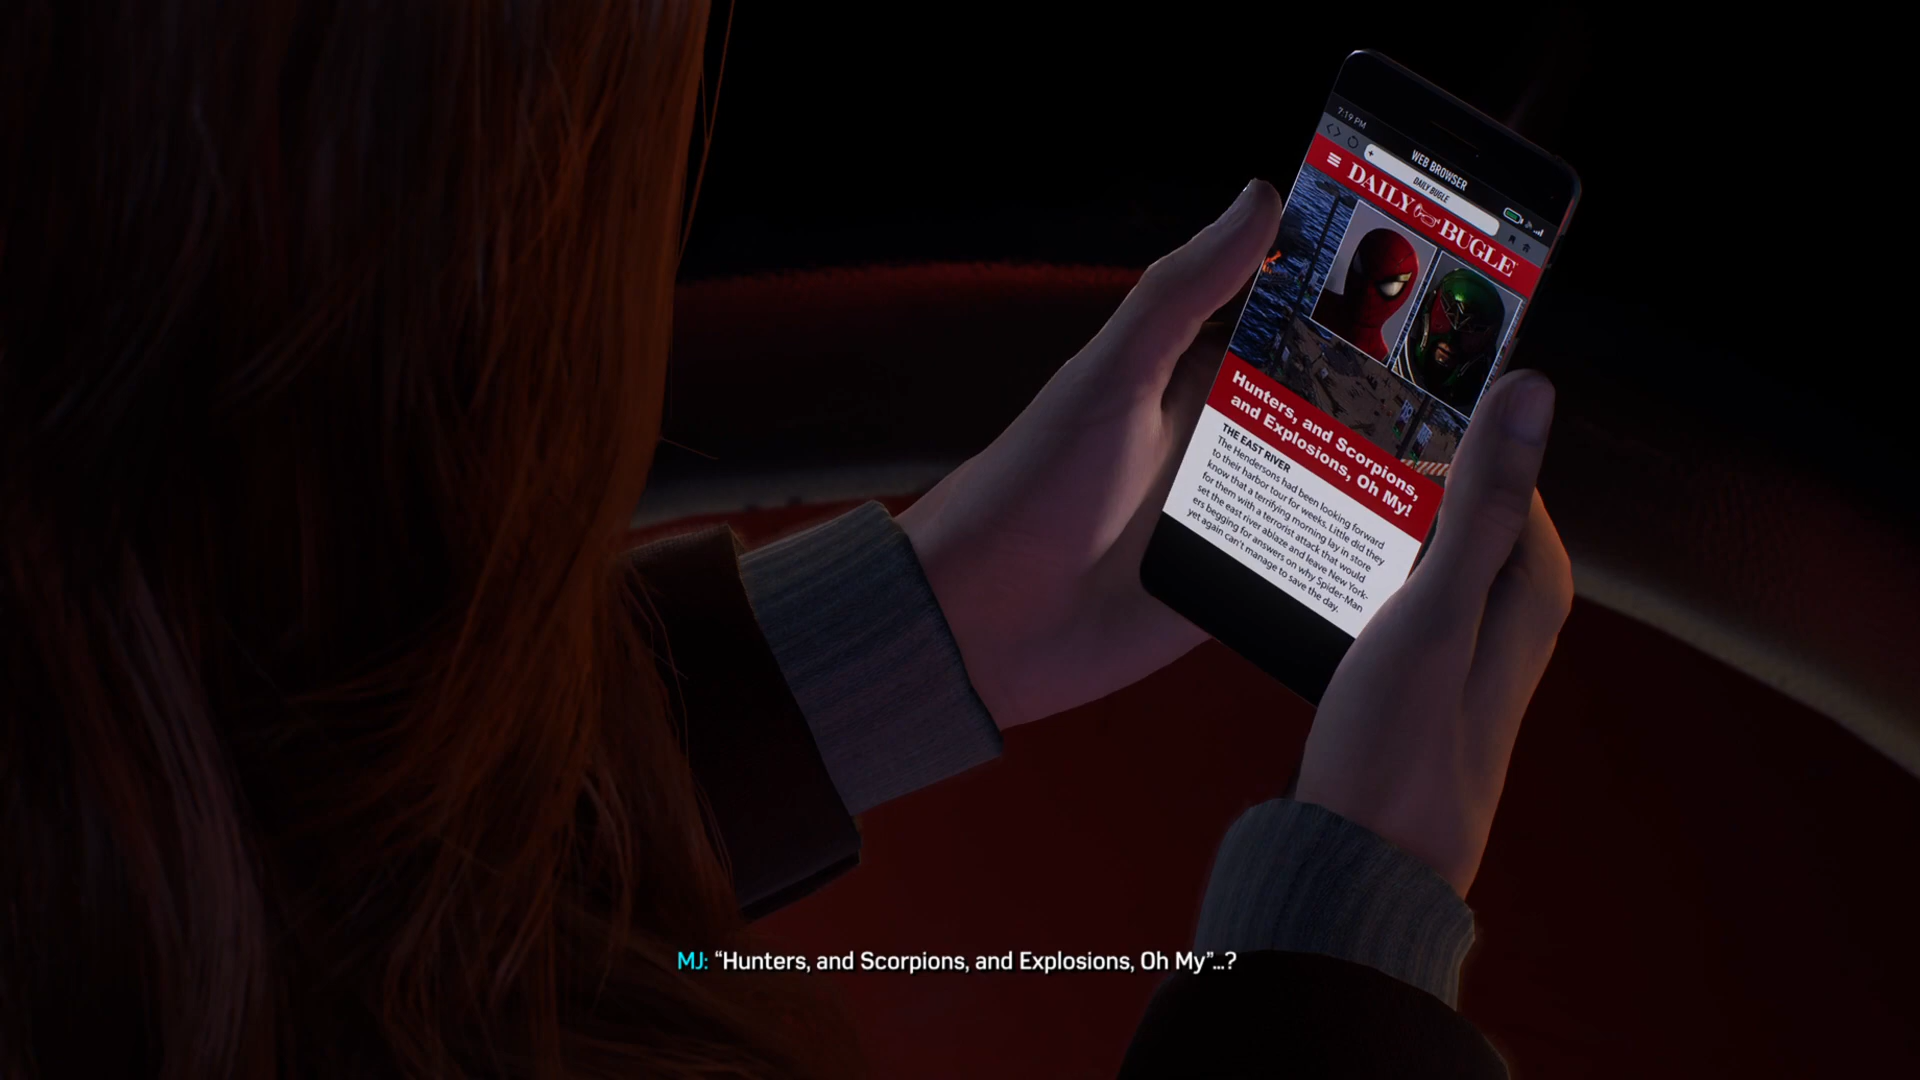 7:19 PM
WEB BROWSER
DAILY BUGLE
DAILY BUGLE
Hunters, and Scorpions,
and Explosions, Oh My!
THE EAST RIVER
The Hendersons had been looking forward
to their harbor tour for weeks. Little did they
know that a terrifying morning lay in store
for them with a terrorist attack that would
set the east river ablaze and leave New York-
ers begging for answers on why Spider-Man
yet again can't manage to save the day.
MJ: “Hunters, and Scorpions, and Explosions, Oh My”...?